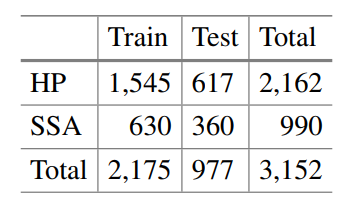 Train Test Total
HP 1,545 617 2,162
SSA 630 360 990
Total 2,175 977 3,152